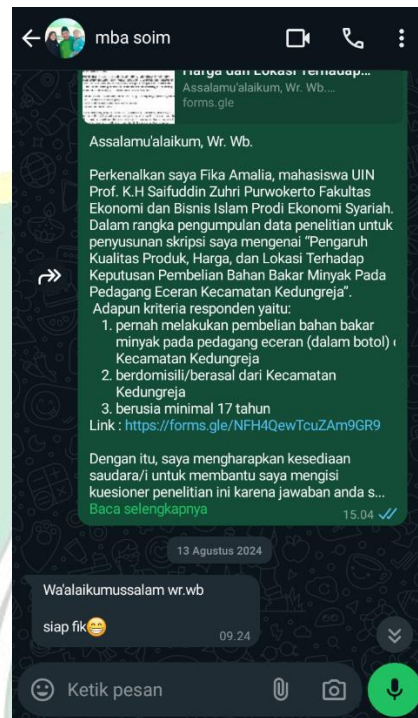 mba soim
Harga dan Lokasi Terhadap...
Assalamu'alaikum, Wr. Wb....
forms.gle
Assalamu'alaikum, Wr. Wb.
Perkenalkan saya Fika Amalia, mahasiswa UIN
Prof. K.H Saifuddin Zuhri Purwokerto Fakultas
Ekonomi dan Bisnis Islam Prodi Ekonomi Syariah.
Dalam rangka pengumpulan data penelitian untuk
penyusunan skripsi saya mengenai “Pengaruh
Kualitas Produk, Harga, dan Lokasi Terhadap
Keputusan Pembelian Bahan Bakar Minyak Pada
Pedagang Eceran Kecamatan Kedungreja”.
Adapun kriteria responden yaitu:
1. pernah melakukan pembelian bahan bakar
minyak pada pedagang eceran (dalam botol)
Kecamatan Kedungreja
2. berdomisili/berasal dari Kecamatan
Kedungreja
3. berusia minimal 17 tahun
Link : https://forms.gle/NFH4QewTcuZAm9GR9
Dengan itu, saya mengharapkan kesediaan
saudara/i untuk membantu saya mengisi
kuesioner penelitian ini karena jawaban anda s...
Baca selengkapnya
15.04
13 Agustus 2024
Wa'alaikumussalam wr.wb
siap fik😁
09.24
Ketik pesan